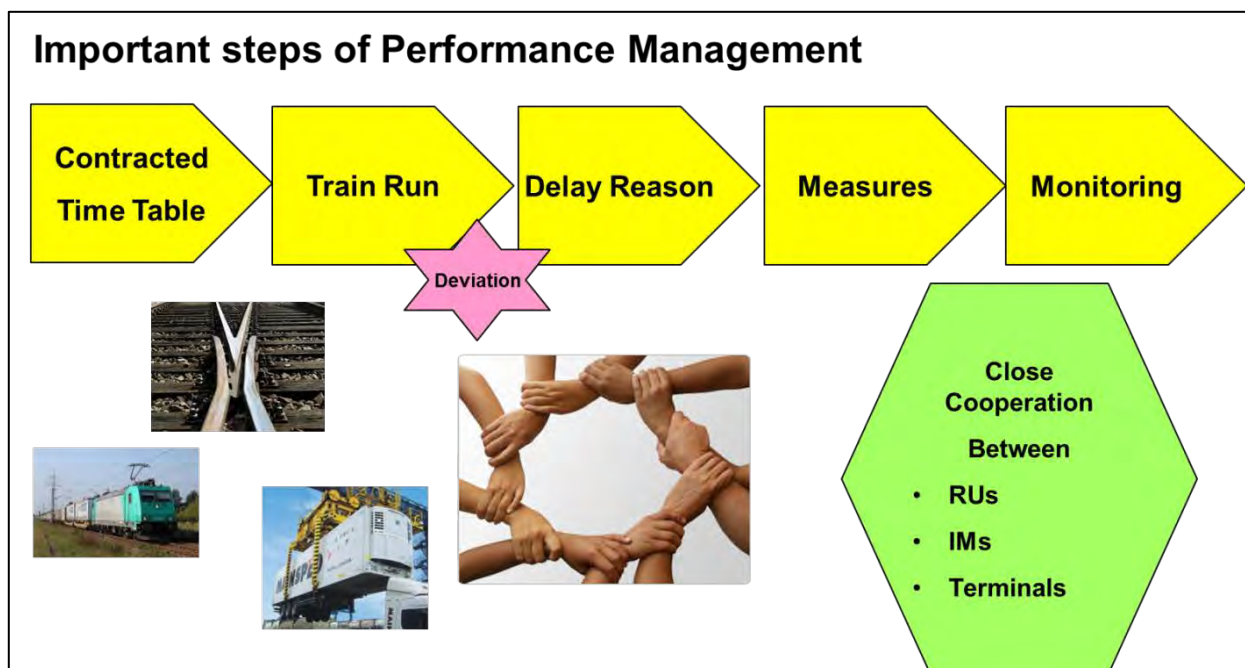 Important steps of Performance Management
Contracted
Time Table
Train Run
Delay Reason
Measures
Monitoring
Deviation
Close
Cooperation
Between
• RUs
• IMs
• Terminals